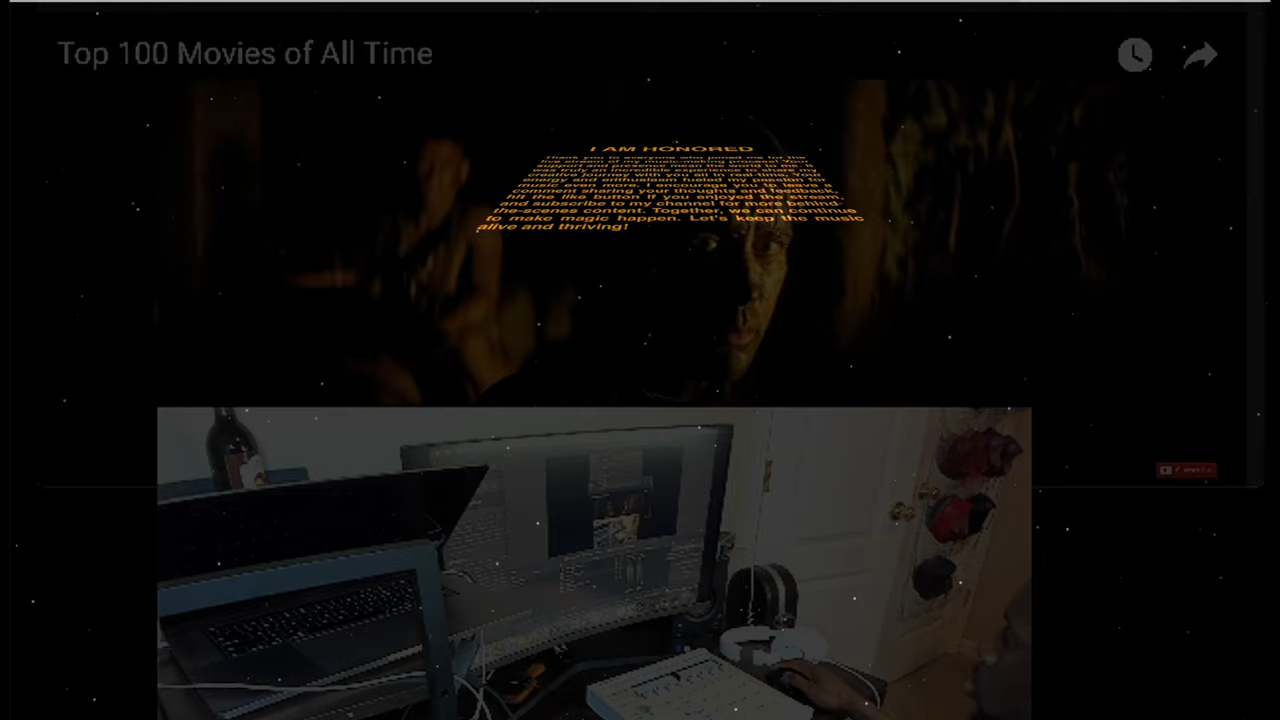 Top 100 Movies of All Time
I AM HONORED
Thank you to everyone who joined me for the
live stream of my music-making process! Your
support and presence mean the world to me. It
was truly an incredible experience to share my
creative journey with you all in real-time. Your
energy and enthusiasm fueled my passion for
music even more. I encourage you to leave a
comment sharing your thoughts and feedback,
hit the like button if you enjoyed the stream,
and subscribe to my channel for more behind-
the-scenes content. Together, we can continue
to make magic happen. Let's keep the music
alive and thriving!